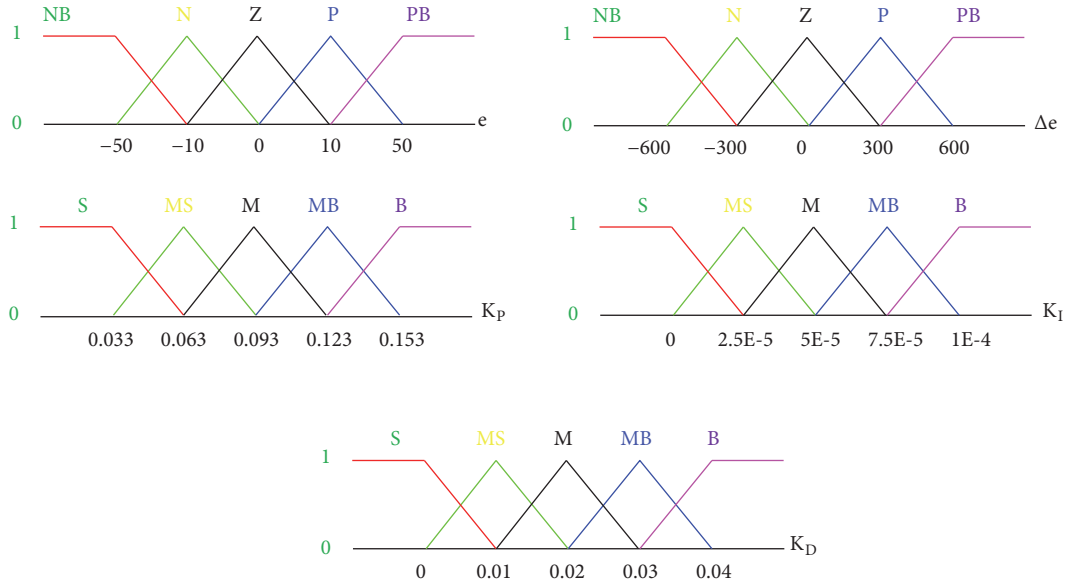 NB N Z P PB
1
0
e
−50 −10 0 10 50
NB N Z P PB
1
0
Δe
−600 −300 0 300 600
S MS M MB B
1
0
K_P
0.033 0.063 0.093 0.123 0.153
S MS M MB B
1
0
K_I
0 2.5E-5 5E-5 7.5E-5 1E-4
S MS M MB B
1
0
K_D
0 0.01 0.02 0.03 0.04